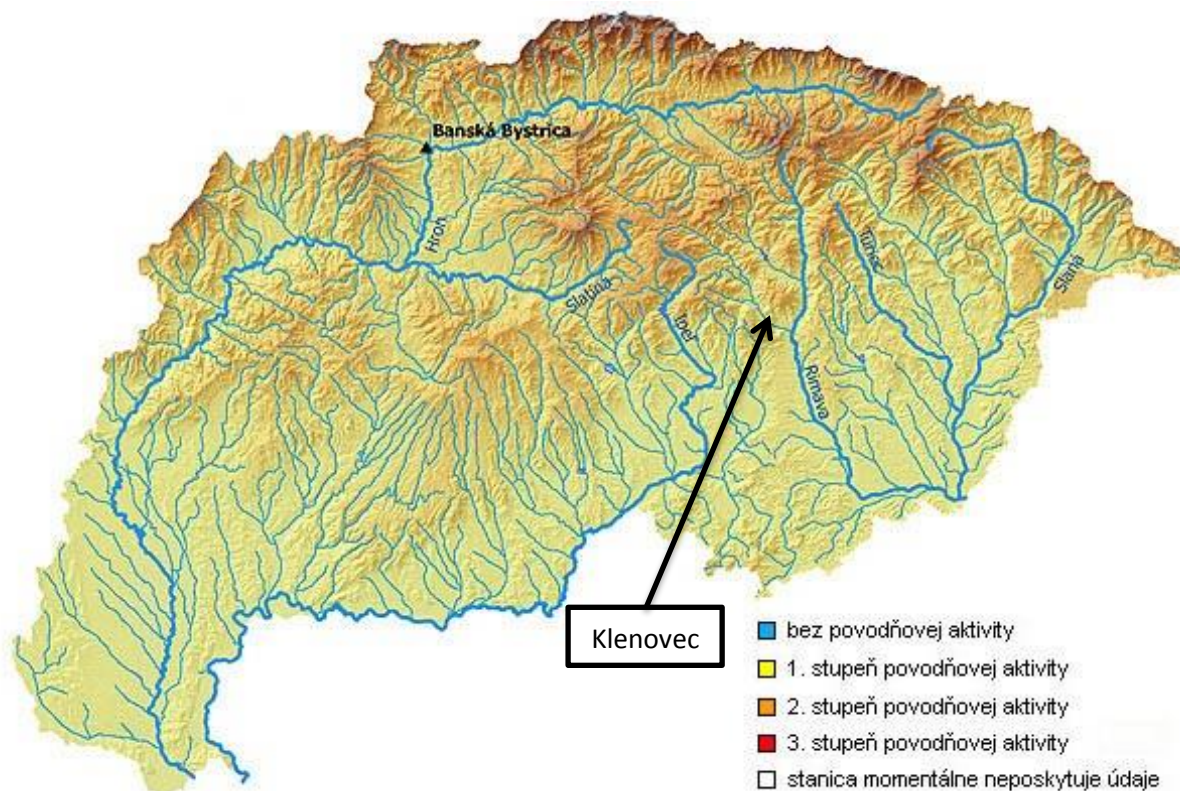 Banská Bystrica
Hron
Slatina
Ipeľ
Rimava
Turiec
Slaná
Klenovec
bez povodňovej aktivity
1. stupeň povodňovej aktivity
2. stupeň povodňovej aktivity
3. stupeň povodňovej aktivity
stanica momentálne neposkytuje údaje